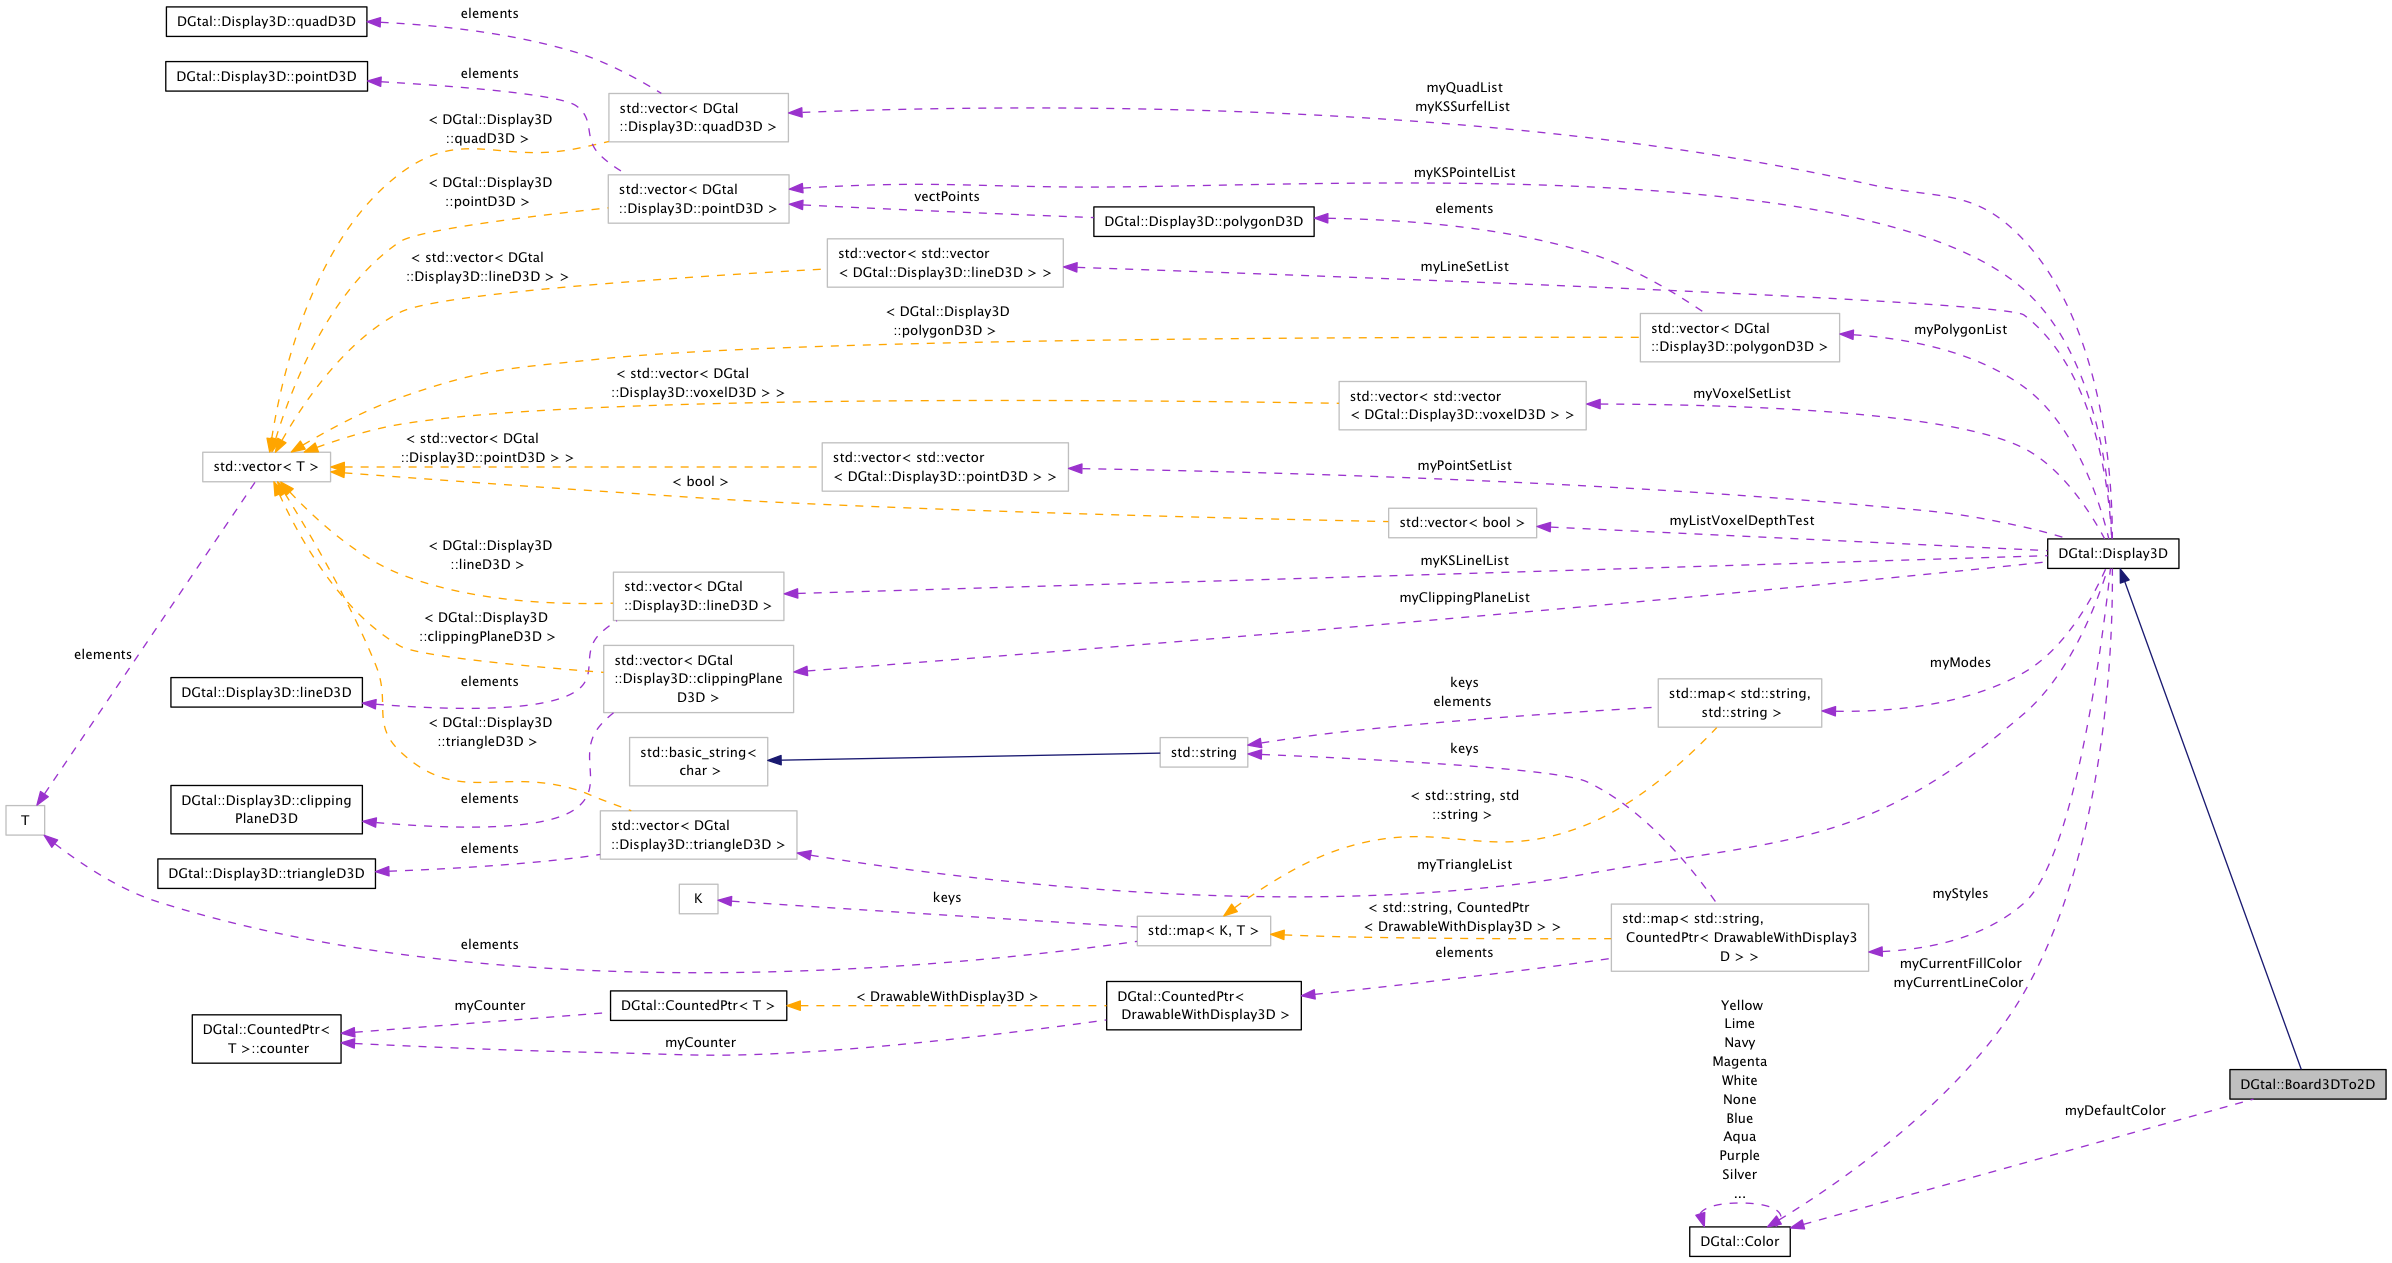 DGtal::Display3D::quadD3D
elements
DGtal::Display3D::pointD3D
elements
std::vector< DGtal
::Display3D::quadD3D >
myQuadList
myKSSurfelList
< DGtal::Display3D
::quadD3D >
< DGtal::Display3D
::pointD3D >
std::vector< DGtal
::Display3D::pointD3D >
myKSPointelList
vectPoints
DGtal::Display3D::polygonD3D
elements
< std::vector< DGtal
::Display3D::lineD3D > >
std::vector< std::vector
< DGtal::Display3D::lineD3D > >
myLineSetList
< DGtal::Display3D
::polygonD3D >
std::vector< DGtal
::Display3D::polygonD3D >
myPolygonList
< std::vector< DGtal
::Display3D::voxelD3D > >
std::vector< std::vector
< DGtal::Display3D::voxelD3D > >
myVoxelSetList
std::vector< T >
< std::vector< DGtal
::Display3D::pointD3D > >
std::vector< std::vector
< DGtal::Display3D::pointD3D > >
myPointSetList
< bool >
std::vector< bool >
myListVoxelDepthTest
DGtal::Display3D
< DGtal::Display3D
::lineD3D >
std::vector< DGtal
::Display3D::lineD3D >
myKSLinelList
myClippingPlaneList
< DGtal::Display3D
::clippingPlaneD3D >
elements
std::vector< DGtal
::Display3D::clippingPlane
D3D >
DGtal::Display3D::lineD3D
elements
keys
elements
std::map< std::string,
std::string >
myModes
< DGtal::Display3D
::triangleD3D >
std::basic_string<
char >
std::string
keys
DGtal::Display3D::clipping
PlaneD3D
elements
< std::string, std
::string >
T
std::vector< DGtal
::Display3D::triangleD3D >
DGtal::Display3D::triangleD3D
elements
myTriangleList
K
keys
myStyles
std::map< K, T >
< std::string, CountedPtr
< DrawableWithDisplay3D > >
std::map< std::string,
CountedPtr< DrawableWithDisplay3
D > >
elements
elements
myCurrentFillColor
myCurrentLineColor
DGtal::CountedPtr<
T >::counter
myCounter
DGtal::CountedPtr< T >
< DrawableWithDisplay3D >
DGtal::CountedPtr<
DrawableWithDisplay3D >
myCounter
Yellow
Lime
Navy
Magenta
White
None
Blue
Aqua
Purple
Silver
...
DGtal::Board3DTo2D
myDefaultColor
DGtal::Color